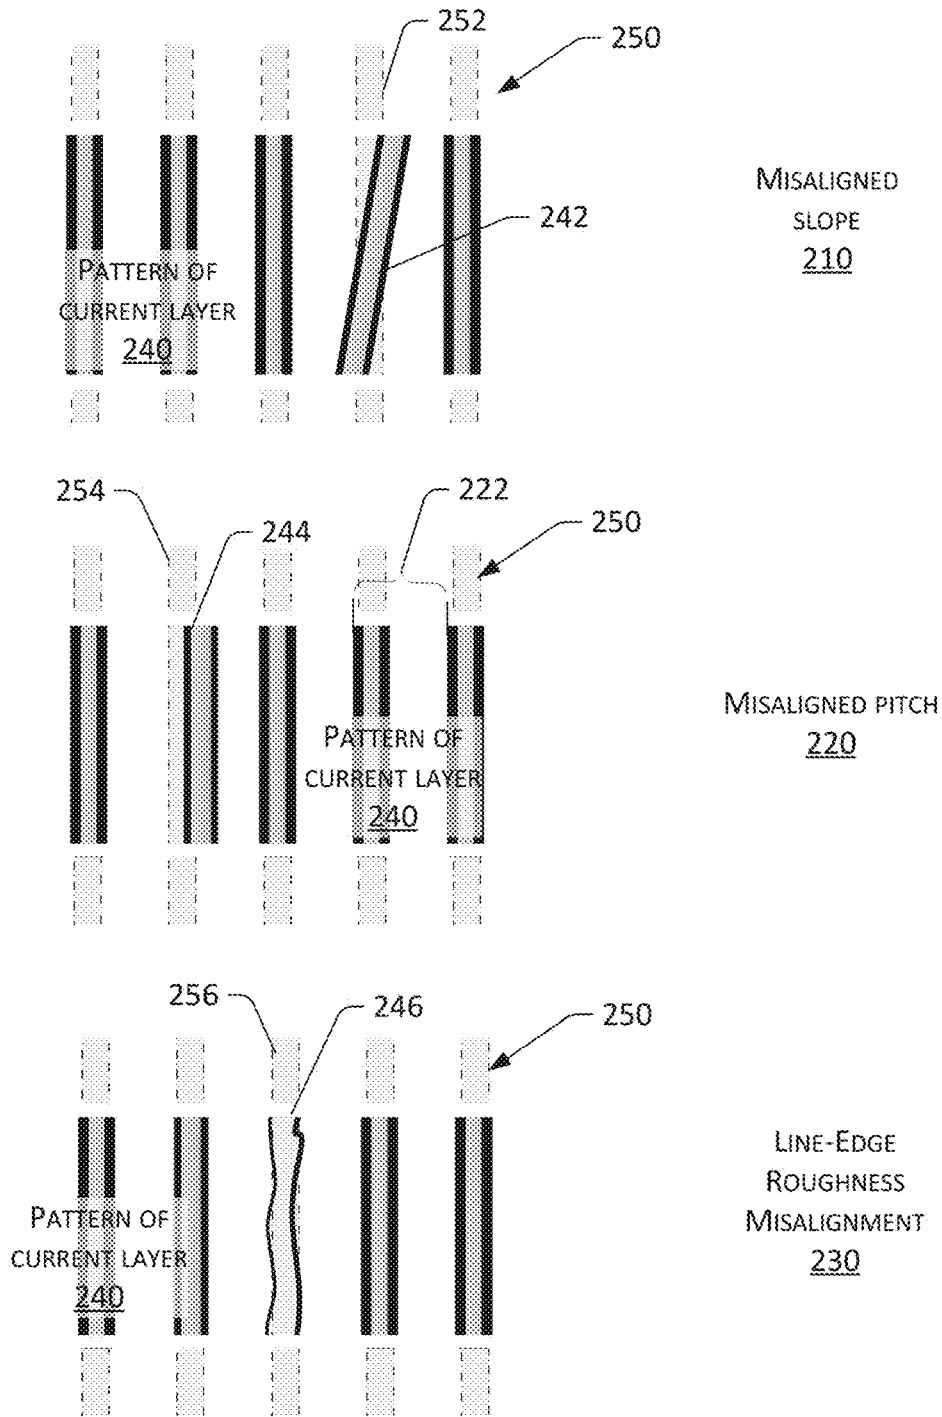 252
250
MISALIGNED
SLOPE
210
242
PATTERN OF
CURRENT LAYER
240
254
222
250
244
MISALIGNED PITCH
220
PATTERN OF
CURRENT LAYER
240
256
246
250
LINE-EDGE
ROUGHNESS
MISALIGNMENT
230
PATTERN OF
CURRENT LAYER
240